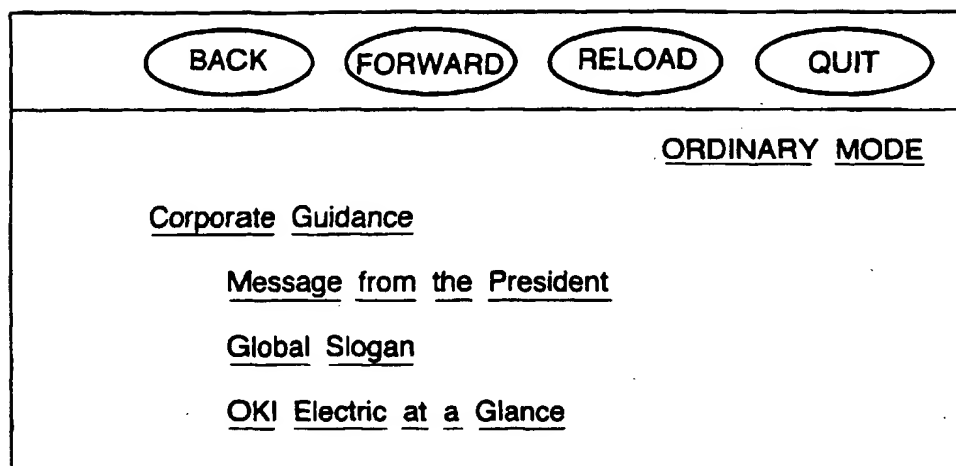 BACK FORWARD RELOAD QUIT
ORDINARY MODE
Corporate Guidance
Message from the President
Global Slogan
OKI Electric at a Glance